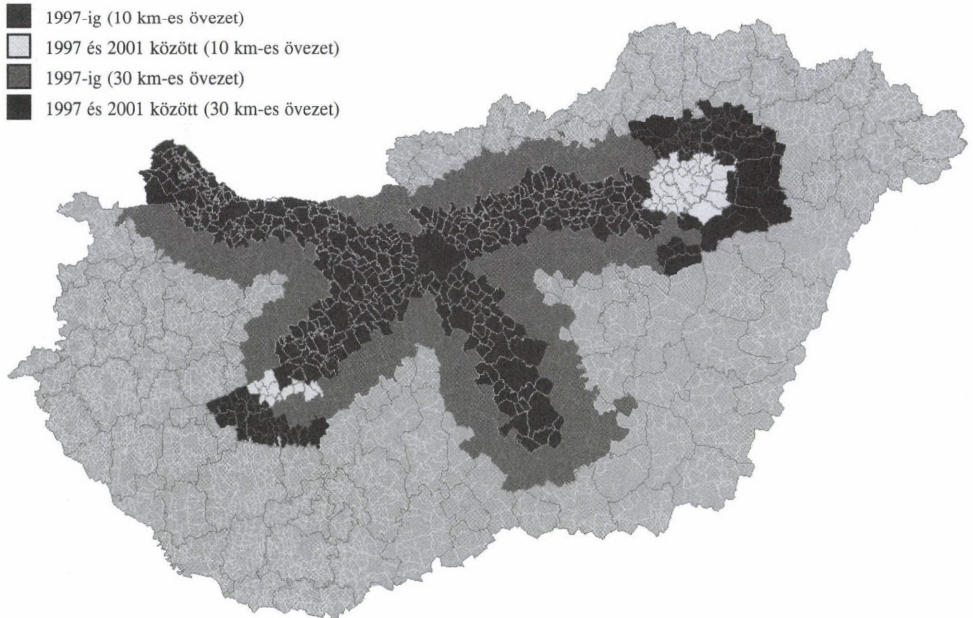 1997-ig (10 km-es övezet)
1997 és 2001 között (10 km-es övezet)
1997-ig (30 km-es övezet)
1997 és 2001 között (30 km-es övezet)